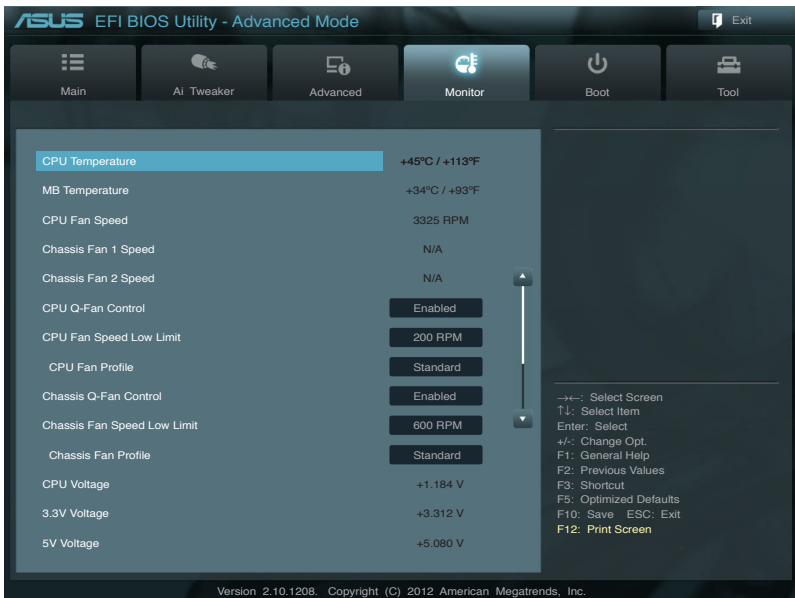 ASUS EFI BIOS Utility - Advanced Mode
Exit
Main
Ai Tweaker
Advanced
Monitor
Boot
Tool
CPU Temperature +45ºC / +113ºF
MB Temperature +34ºC / +93ºF
CPU Fan Speed 3325 RPM
Chassis Fan 1 Speed N/A
Chassis Fan 2 Speed N/A
CPU Q-Fan Control Enabled
CPU Fan Speed Low Limit 200 RPM
CPU Fan Profile Standard
Chassis Q-Fan Control Enabled
Chassis Fan Speed Low Limit 600 RPM
Chassis Fan Profile Standard
CPU Voltage +1.184 V
3.3V Voltage +3.312 V
5V Voltage +5.080 V
→←: Select Screen
↑↓: Select Item
Enter: Select
+/-: Change Opt.
F1: General Help
F2: Previous Values
F3: Shortcut
F5: Optimized Defaults
F10: Save ESC: Exit
F12: Print Screen
Version 2.10.1208. Copyright (C) 2012 American Megatrends, Inc.